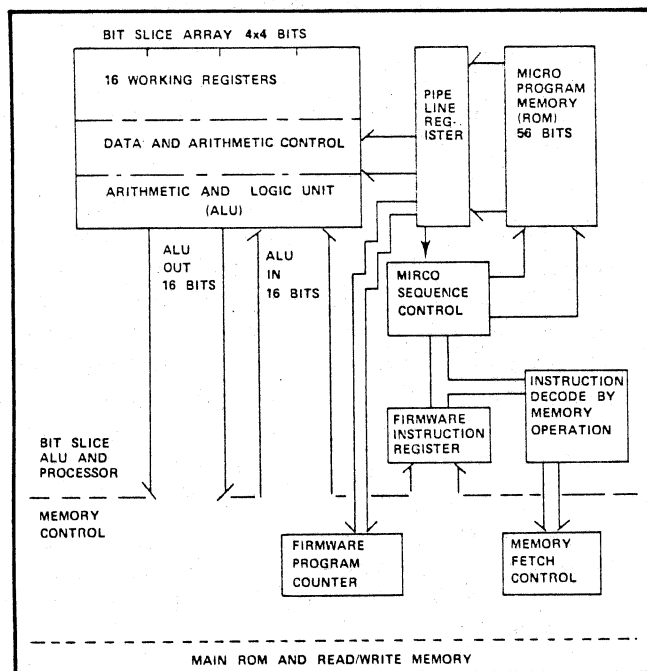 BIT SLICE ARRAY 4x4 BITS
16 WORKING REGISTERS
DATA AND ARITHMETIC CONTROL
ARITHMETIC AND LOGIC UNIT
(ALU)
PIPE
LINE
REG-
ISTER
MICRO
PROGRAM
MEMORY
(ROM)
56 BITS
ALU
OUT
16 BITS
ALU
IN
16 BITS
MIRCO
SEQUENCE
CONTROL
INSTRUCTION
DECODE BY
MEMORY
OPERATION
FIRMWARE
INSTRUCTION
REGISTER
BIT SLICE
ALU AND
PROCESSOR
MEMORY
CONTROL
FIRMWARE
PROGRAM
COUNTER
MEMORY
FETCH
CONTROL
MAIN ROM AND READ/WRITE MEMORY